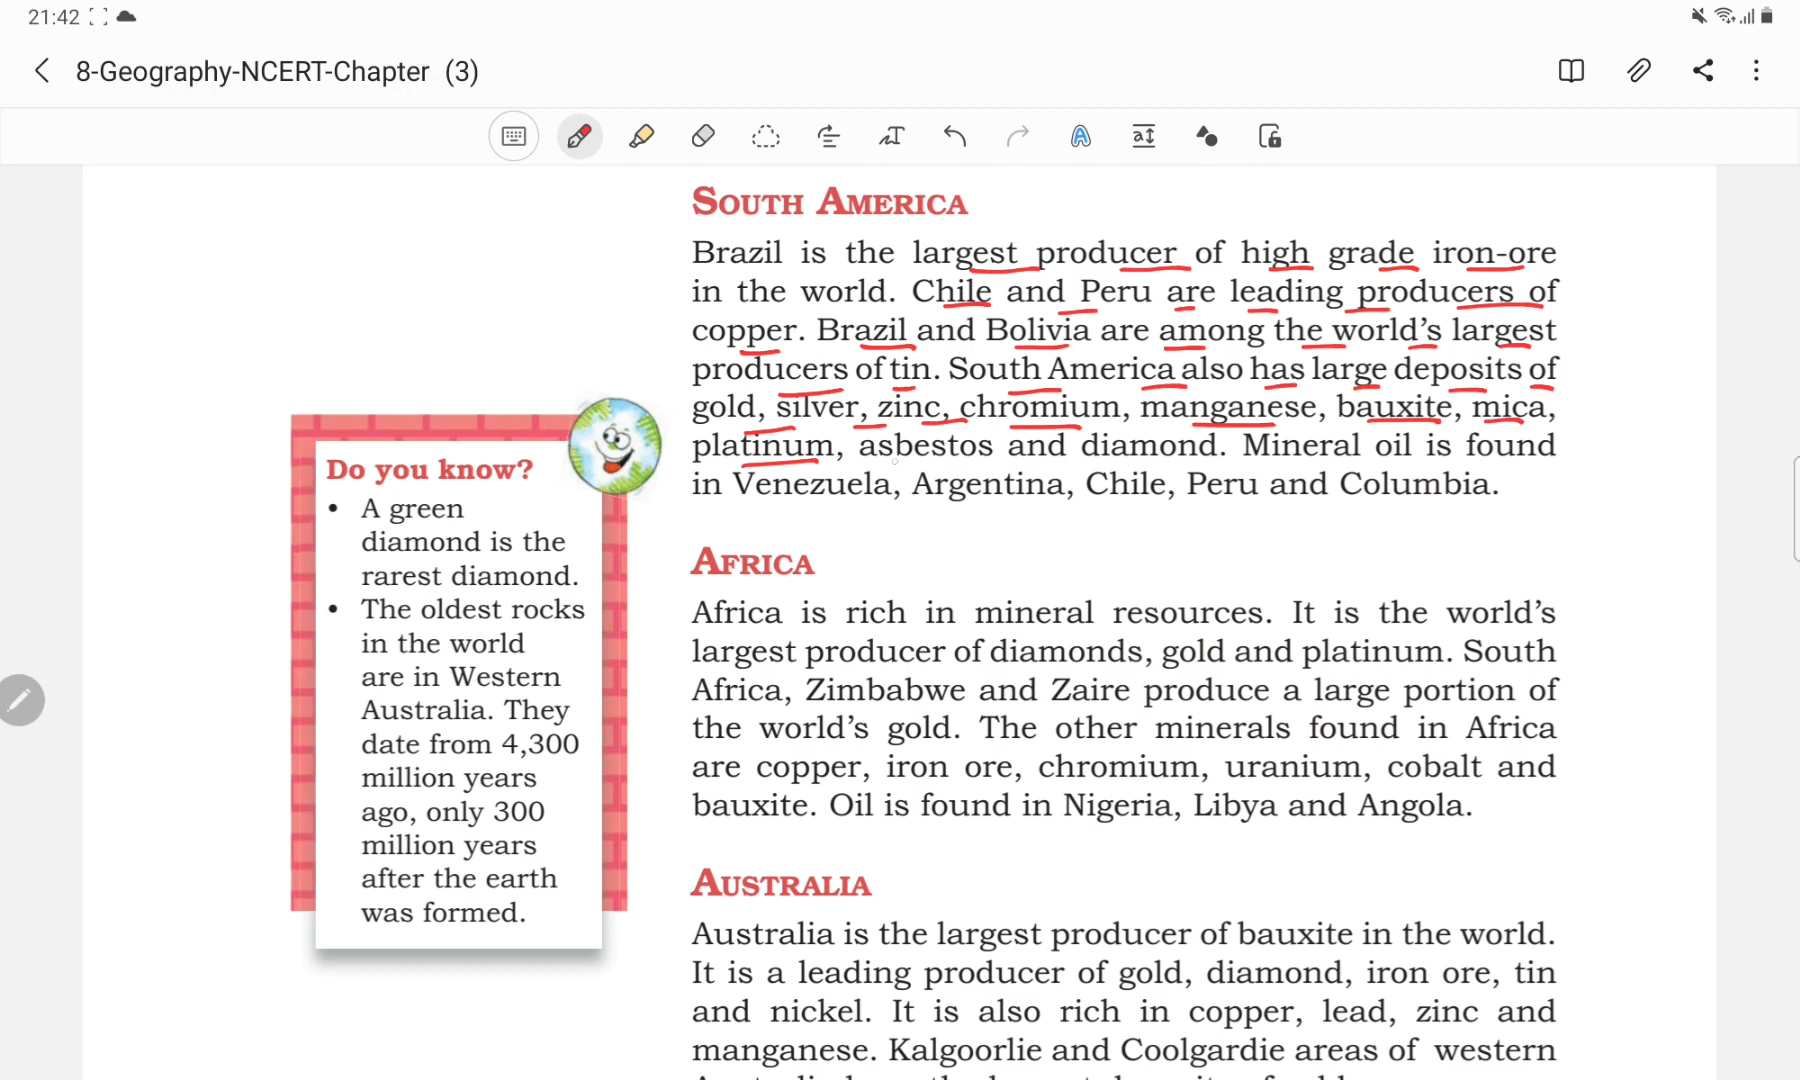 21:42
8-Geography-NCERT-Chapter (3)
SOUTH AMERICA
Brazil is the largest producer of high grade iron-ore
in the world. Chile and Peru are leading producers of
copper. Brazil and Bolivia are among the world's largest
producers of tin. South America also has large deposits of
gold, silver, zinc, chromium, manganese, bauxite, mica,
platinum, asbestos and diamond. Mineral oil is found
in Venezuela, Argentina, Chile, Peru and Columbia.
Do you know?
• A green
diamond is the
rarest diamond.
• The oldest rocks
in the world
are in Western
Australia. They
date from 4,300
million years
ago, only 300
million years
after the earth
was formed.
AFRICA
Africa is rich in mineral resources. It is the world's
largest producer of diamonds, gold and platinum. South
Africa, Zimbabwe and Zaire produce a large portion of
the world's gold. The other minerals found in Africa
are copper, iron ore, chromium, uranium, cobalt and
bauxite. Oil is found in Nigeria, Libya and Angola.
AUSTRALIA
Australia is the largest producer of bauxite in the world.
It is a leading producer of gold, diamond, iron ore, tin
and nickel. It is also rich in copper, lead, zinc and
manganese. Kalgoorlie and Coolgardie areas of western